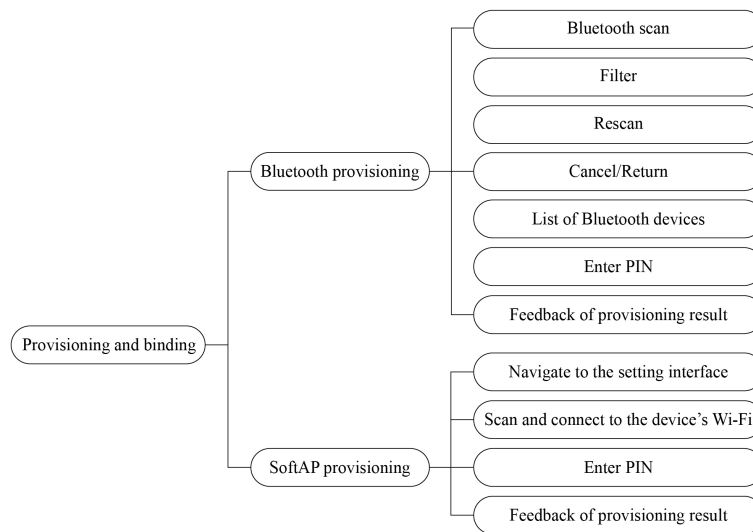 Bluetooth scan
Filter
Rescan
Bluetooth provisioning
Cancel/Return
List of Bluetooth devices
Enter PIN
Feedback of provisioning result
Provisioning and binding
Navigate to the setting interface
Scan and connect to the device’s Wi-Fi
SoftAP provisioning
Enter PIN
Feedback of provisioning result